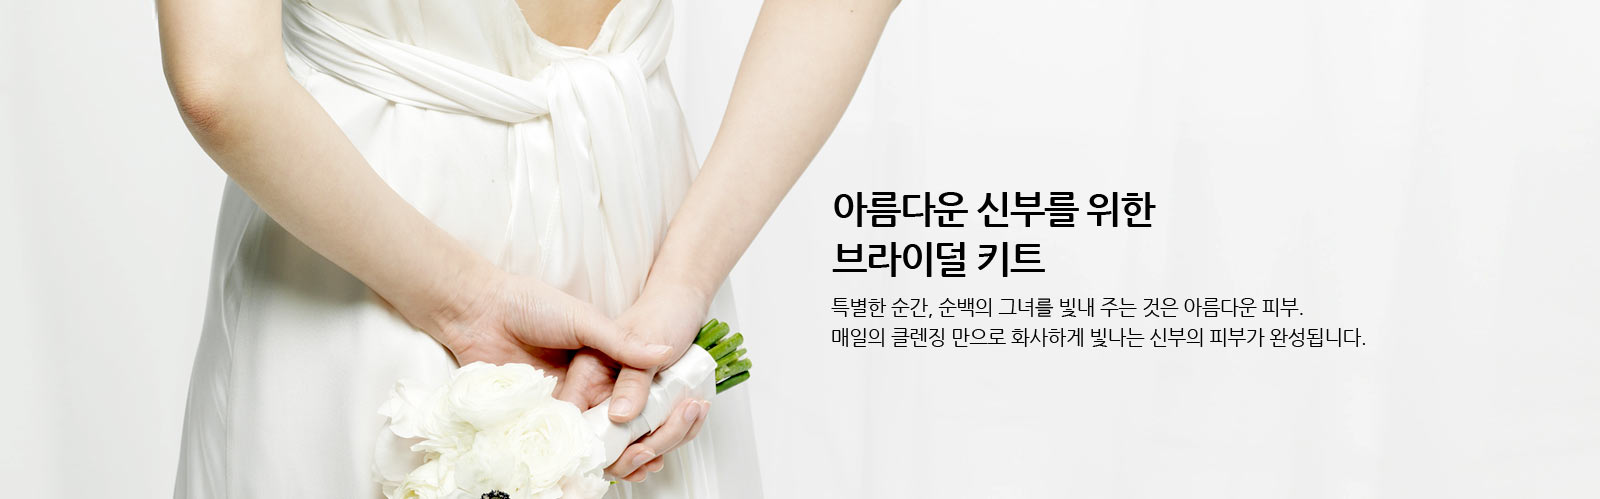 아름다운 신부를 위한
브라이덜 키트
특별한 순간, 순백의 그녀를 빛내 주는 것은 아름다운 피부.
매일의 클렌징 만으로 화사하게 빛나는 신부의 피부가 완성됩니다.